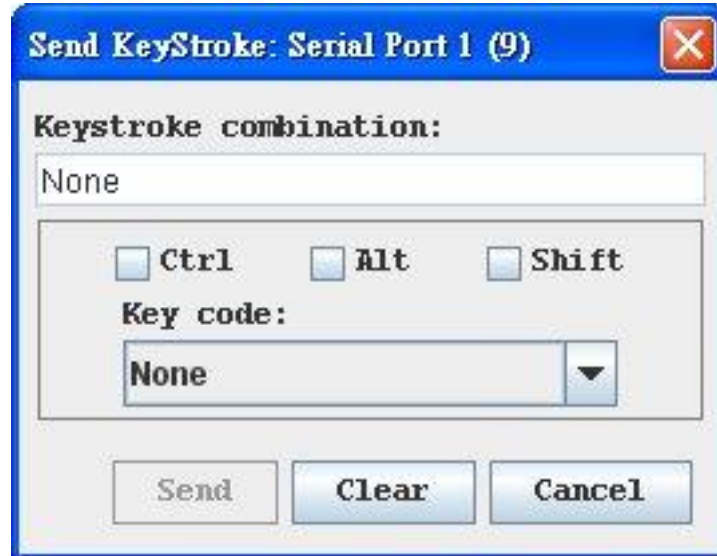 Send KeyStroke: Serial Port 1 (9)
Keystroke combination:
None
Ctrl Alt Shift
Key code:
None
Send Clear Cancel